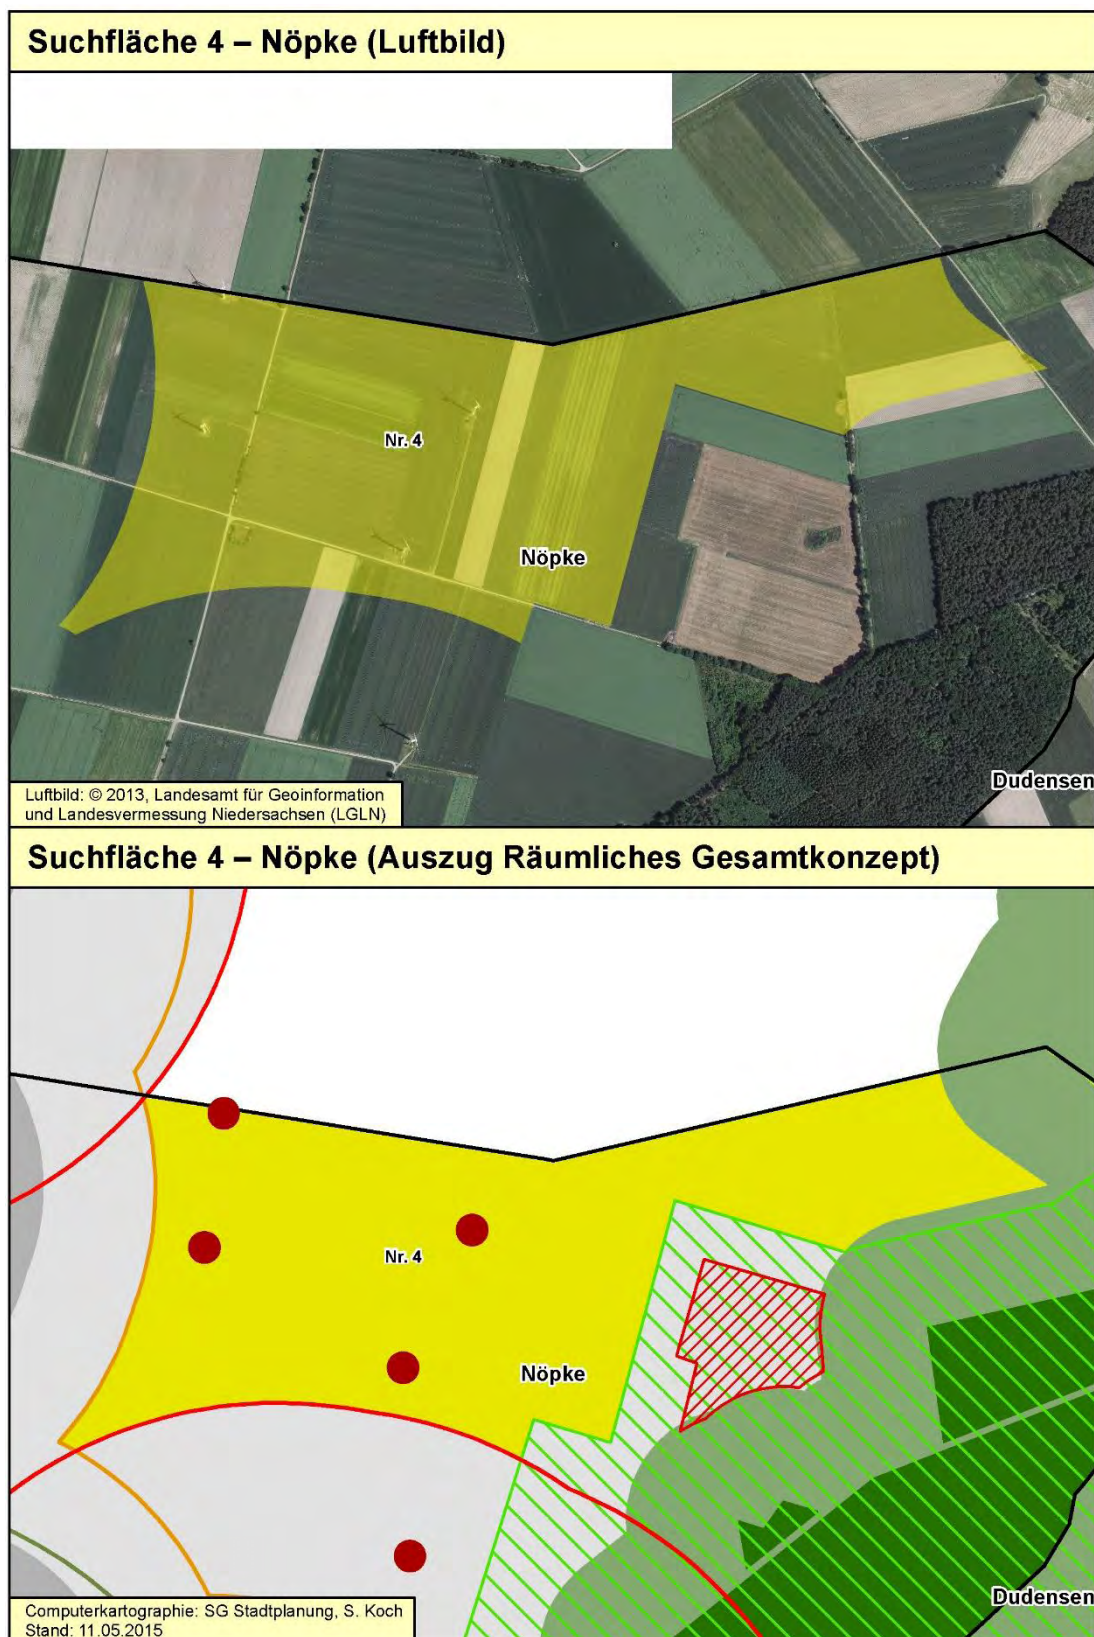 Suchfläche 4 – Nöpke (Luftbild)
Nr. 4
Nöpke
Dudensen
Luftbild: © 2013, Landesamt für Geoinformation
und Landesvermessung Niedersachsen (LGLN)
Suchfläche 4 – Nöpke (Auszug Räumliches Gesamtkonzept)
Nr. 4
Nöpke
Dudensen
Computerkartographie: SG Stadtplanung, S. Koch
Stand: 11.05.2015